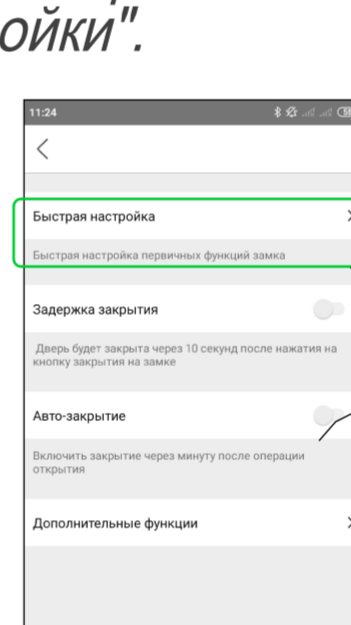 ойки".
11:24
Быстрая настройка
Быстрая настройка первичных функций замка
Задержка закрытия
Дверь будет закрыта через 10 секунд после нажатия на
кнопку закрытия на замке
Авто-закрытие
Включить закрытие через минуту после операции
открытия
Дополнительные функции